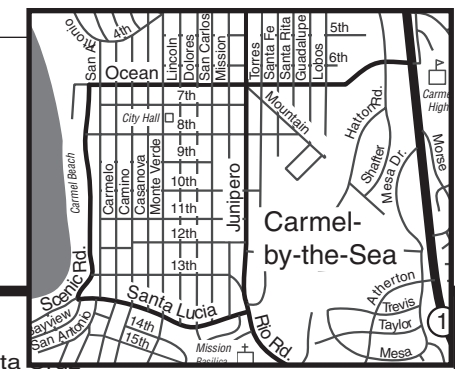 4th
San Antonio
Lincoln
Dolores
San Carlos
Mission
Torres
Santa Fe
Santa Rita
Guadalupe
Lobos
5th
6th
Ocean
7th
City Hall
8th
9th
10th
11th
12th
13th
Mountain
Hatton Rd.
Shafter
Mesa Dr.
Carme
High
Morse
Carmel Beach
Carmelo
Camino
Casanova
Monte Verde
Junipero
Carmel-
by-the-Sea
Scenic Rd.
Santa Lucia
Rio Rd.
Atherton
Trevis
Taylor
Mesa
1
San Antonio
14th
15th
Mission